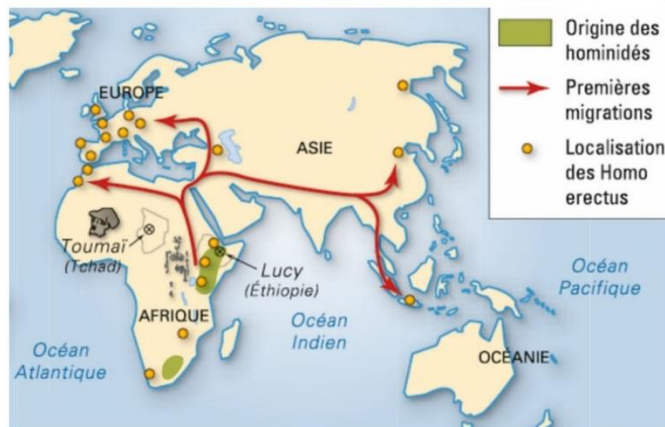 Origine des
hominidés
Premières
migrations
Localisation
des Homo
erectus
EUROPE
ASIE
Toumaï
(Tchad)
Lucy
(Éthiopie)
AFRIQUE
Océan
Pacifique
Océan
Indien
Océan
Atlantique
OCÉANIE